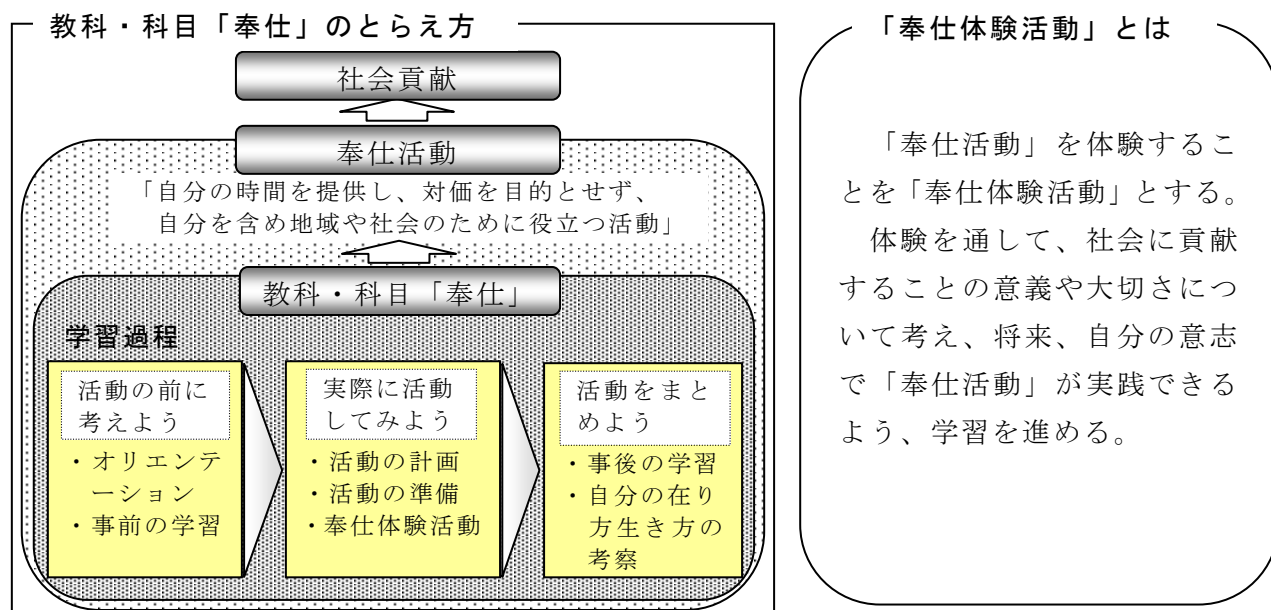 教科・科目「奉仕」のとらえ方
社会貢献
奉仕活動
「自分の時間を提供し、対価を目的とせず、
自分を含め地域や社会のために役立つ活動」
教科・科目「奉仕」
学習過程
活動の前に
考えよう
・オリエンテ
ーション
・事前の学習
実際に活動
してみよう
・活動の計画
・活動の準備
・奉仕体験活動
活動をまと
めよう
・事後の学習
・自分の在り
方生き方の
考察
「奉仕体験活動」とは
「奉仕活動」を体験するこ
とを「奉仕体験活動」とする。
体験を通して、社会に貢献
することの意義や大切さにつ
いて考え、将来、自分の意志
で「奉仕活動」が実践できる
よう、学習を進める。